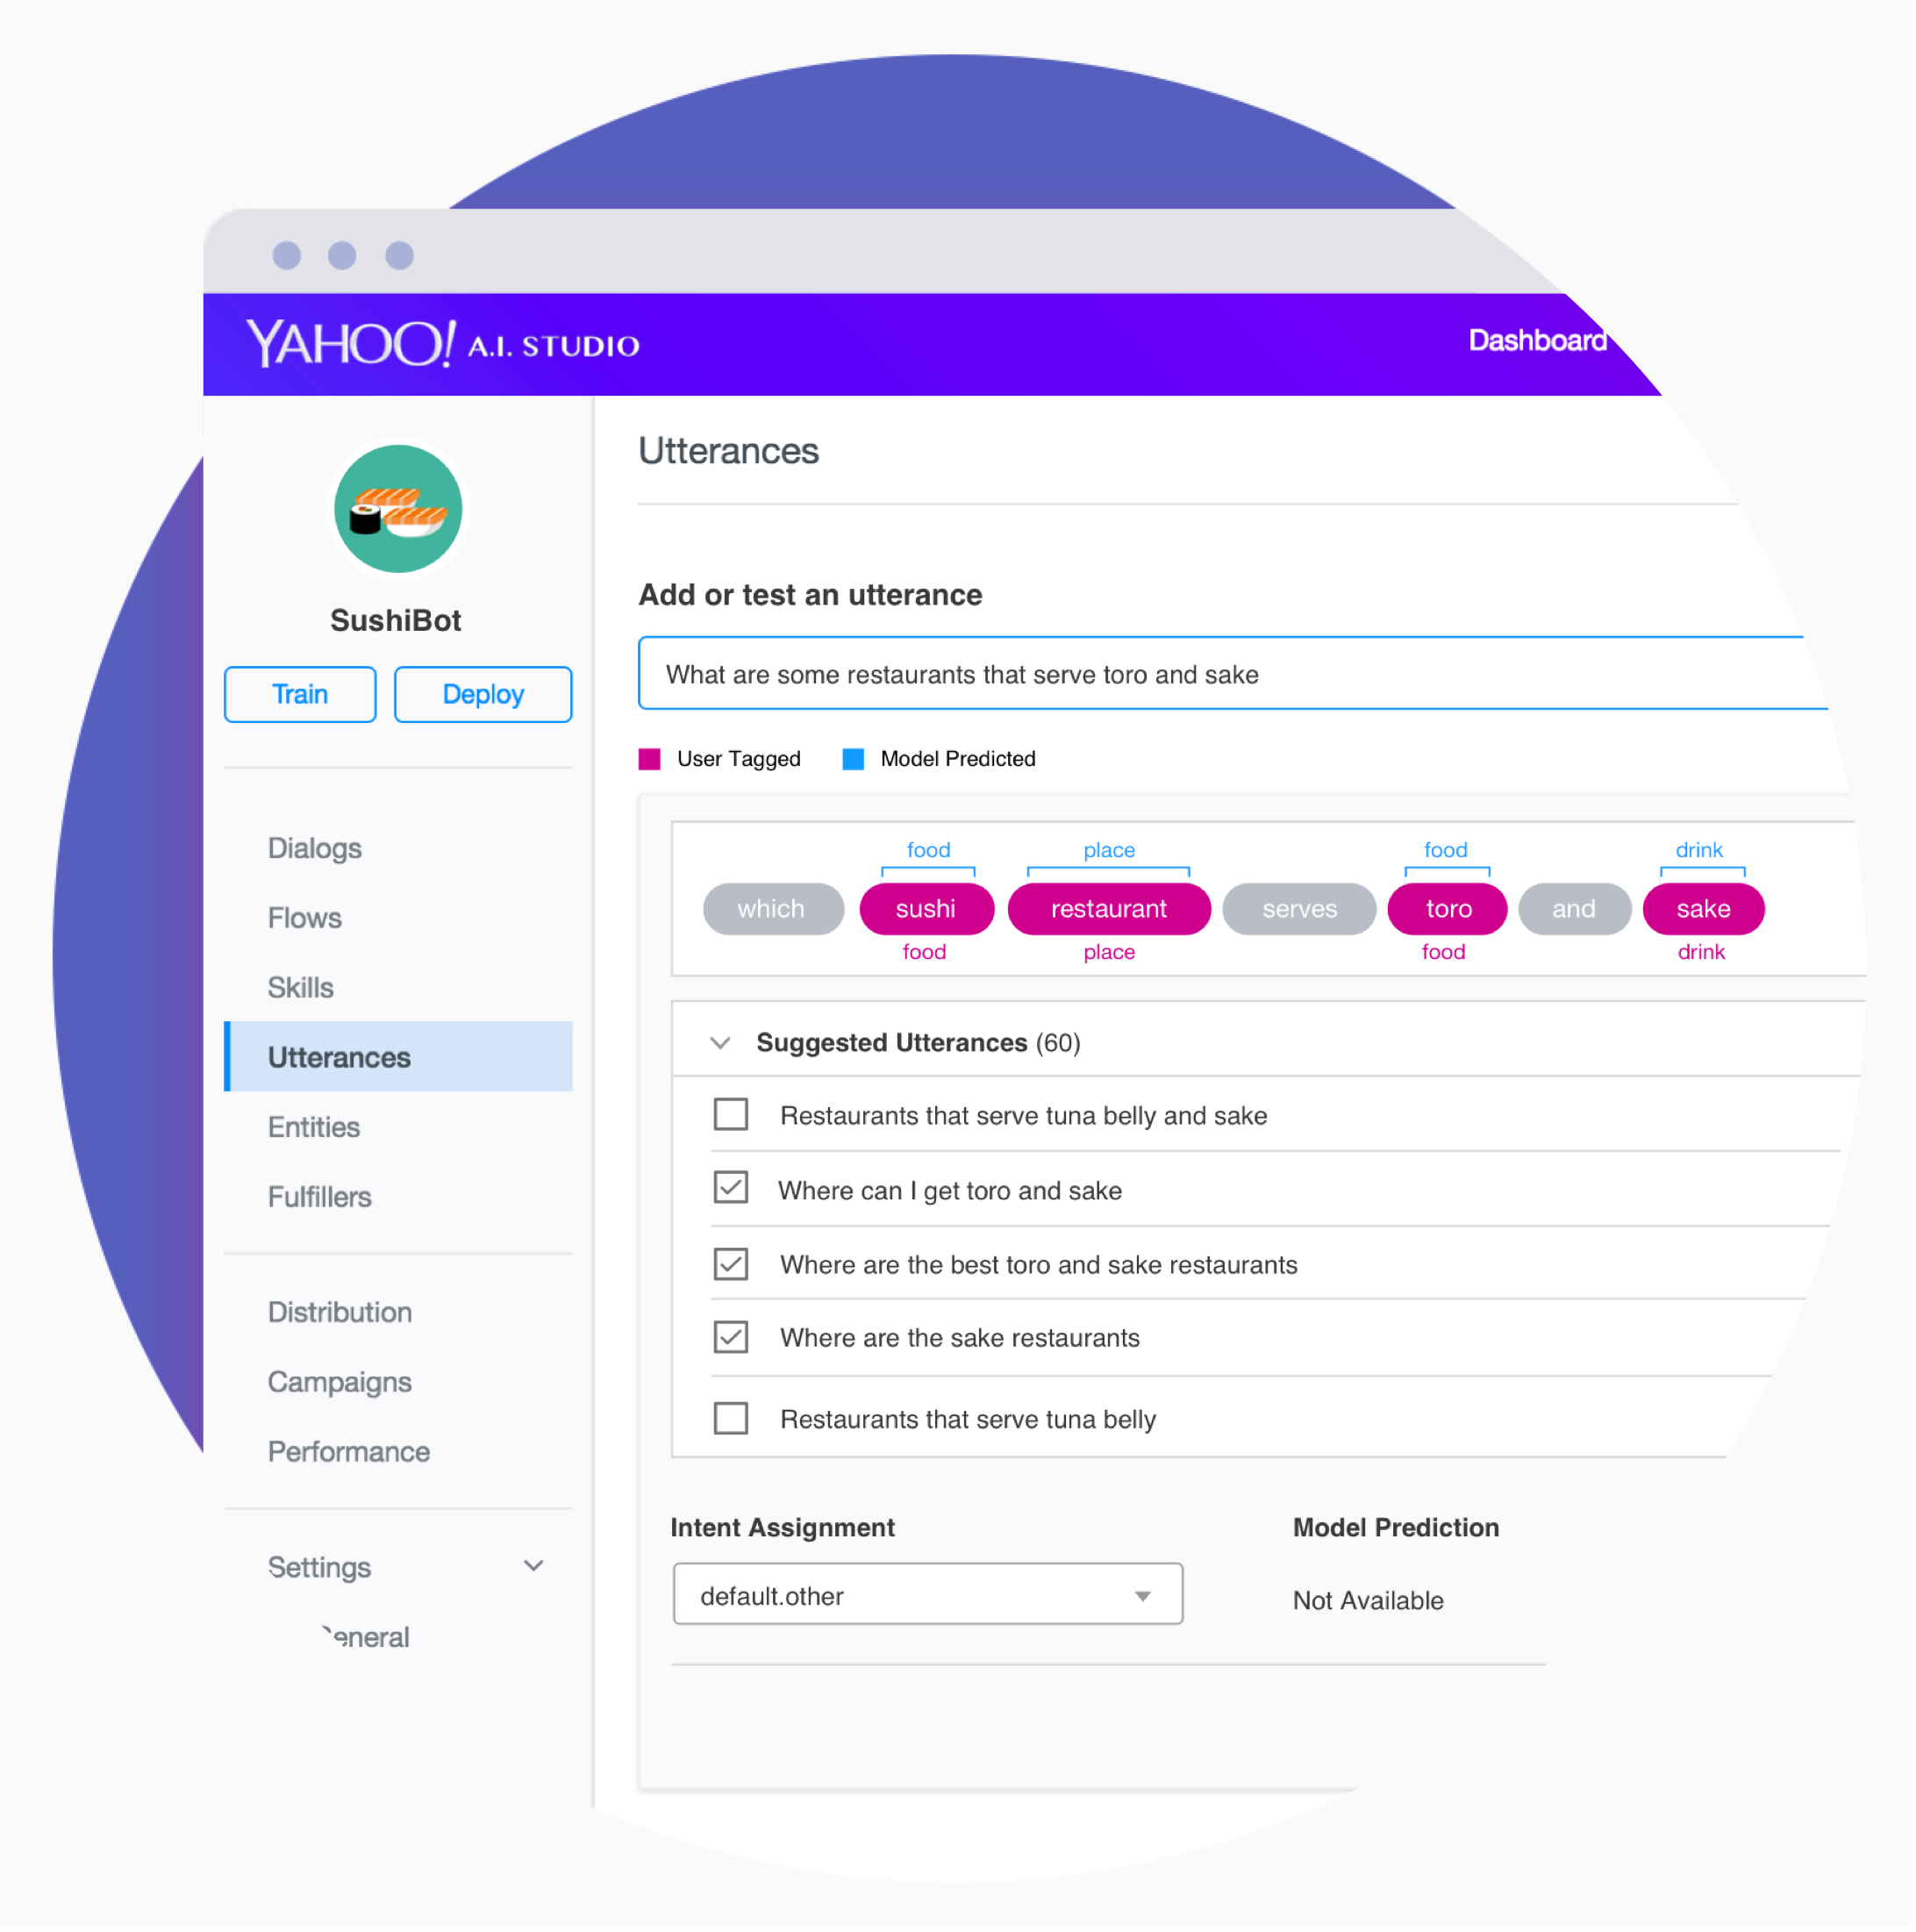 YAHOO! A.I. STUDIO
Dashboard
SushiBot
Train
Deploy
Dialogs
Flows
Skills
Utterances
Entities
Fulfillers
Distribution
Campaigns
Performance
Settings
eneral
Utterances
Add or test an utterance
What are some restaurants that serve toro and sake
User Tagged Model Predicted
food place food drink
which sushi restaurant serves toro and sake
food place food drink
Suggested Utterances (60)
Restaurants that serve tuna belly and sake
Where can I get toro and sake
Where are the best toro and sake restaurants
Where are the sake restaurants
Restaurants that serve tuna belly
Intent Assignment
default.other
Model Prediction
Not Available